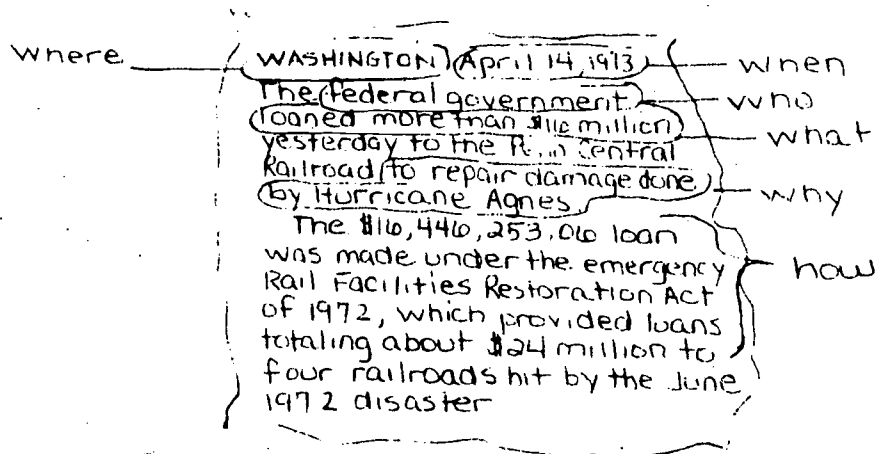 where WASHINGTON April 14, 1973 when
The federal government who
loaned more than $16 million
what
yesterday to the Central
Railroad to repair damage done
why
by Hurricane Agnes.
The $16,446,253.06 loan
was made under the emergency
how
Rail Facilities Restoration Act
of 1972, which provided loans
totaling about $24 million to
four railroads hit by the June
1972 disaster